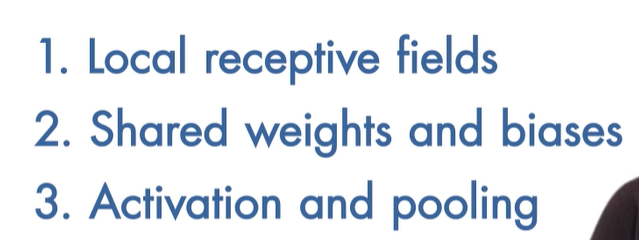 1. Local receptive fields
2. Shared weights and biases
3. Activation and pooling